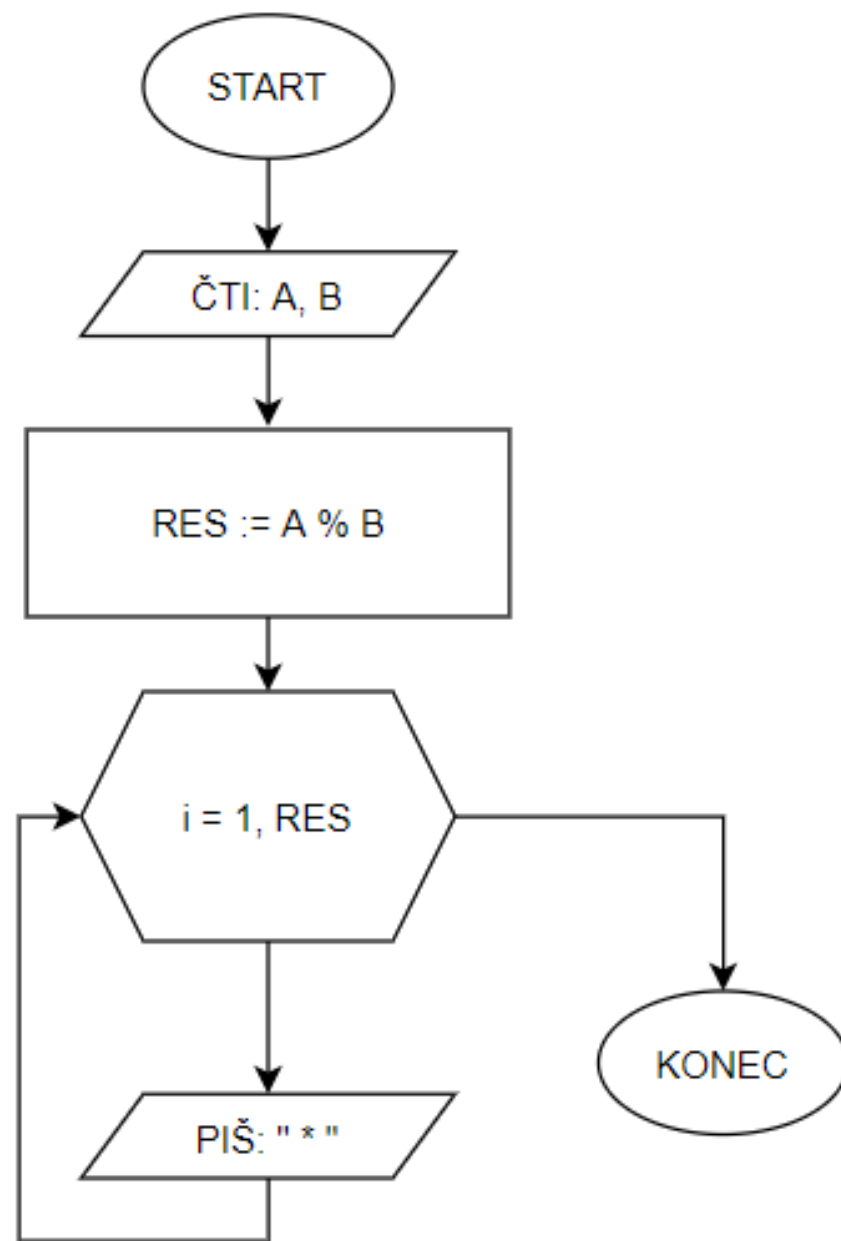 START
ČTI: A, B
RES := A % B
i = 1, RES
PIŠ: " * "
KONEC